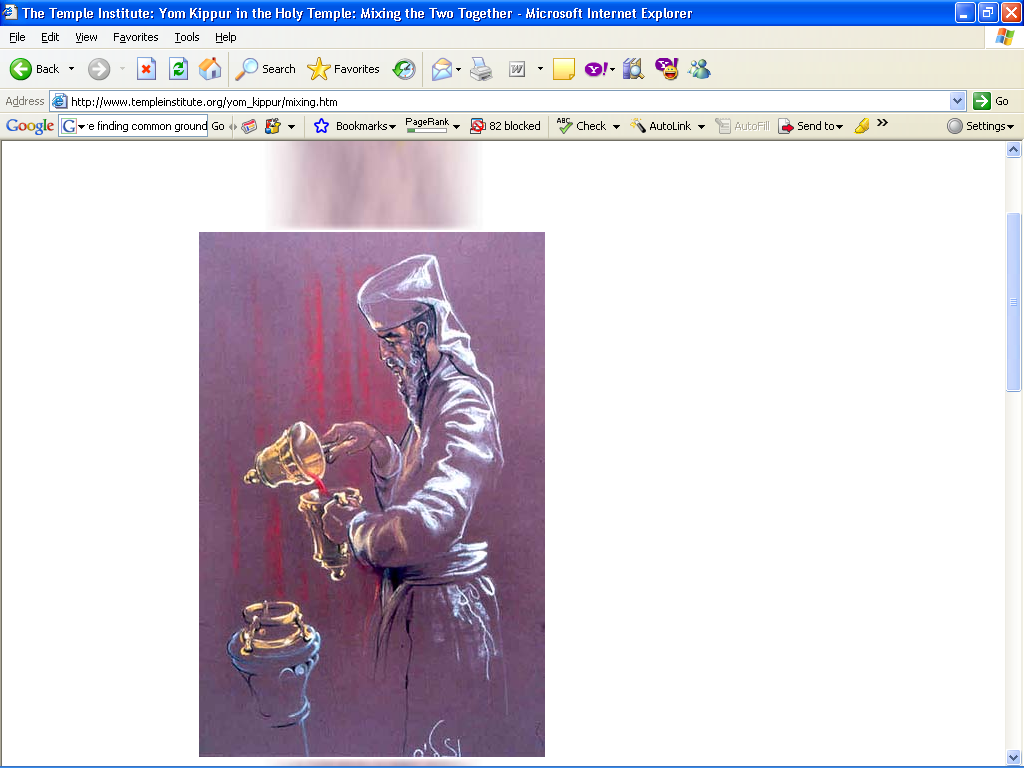 The Temple Institute: Yom Kippur in the Holy Temple: Mixing the Two Together - Microsoft Internet Explorer
File Edit View Favorites Tools Help
Back Search Favorites W Y!
Address http://www.templeinstitute.org/yom_kippur/mixing.htm Go
Google G e finding common ground Go Bookmarks PageRank 82 blocked ABC Check AutoLink AutoFill Send to » Settings